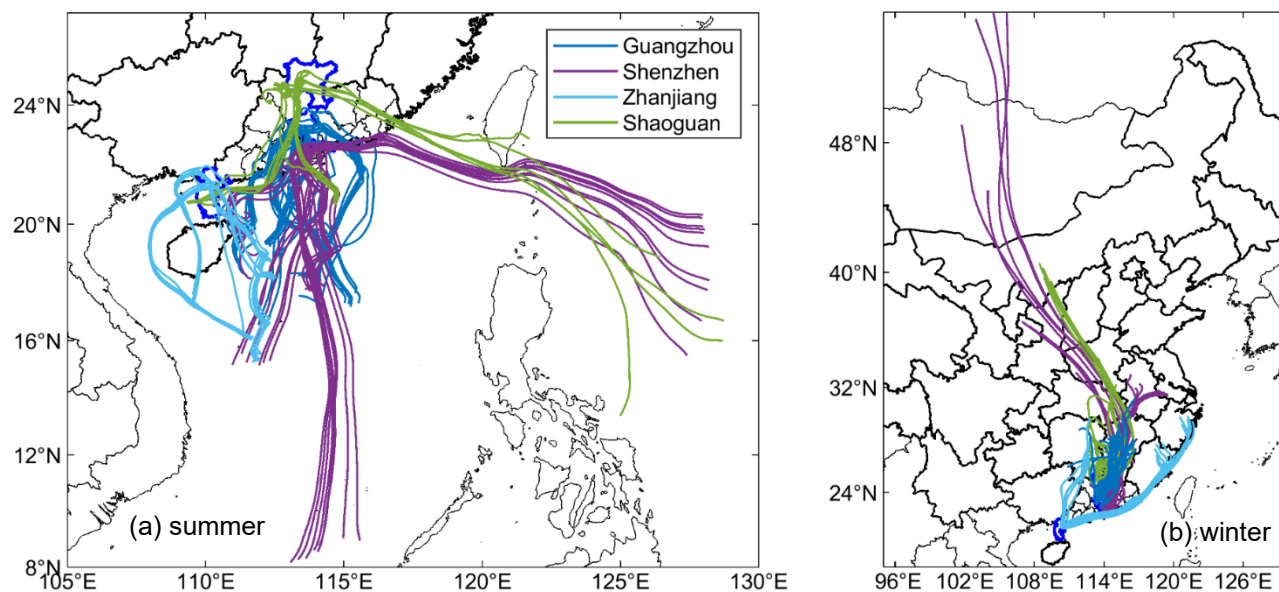 Guangzhou
Shenzhen
Zhanjiang
Shaoguan
24°N
20°N
16°N
12°N
8°N
(a) summer
105°E 110°E 115°E 120°E 125°E 130°E
48°N
40°N
32°N
24°N
(b) winter
96°E 102°E 108°E 114°E 120°E 126°E